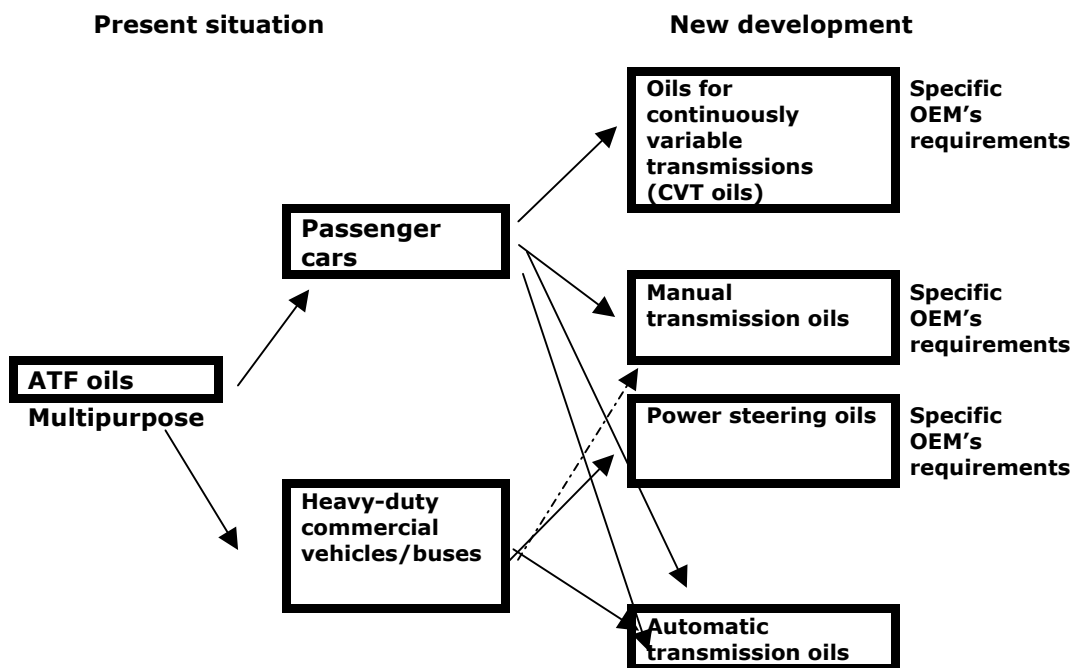 Present situation
New development
Oils for
continuously
variable
transmissions
(CVT oils)
Specific
OEM's
requirements
Passenger
cars
Manual
transmission oils
Specific
OEM's
requirements
ATF oils
Multipurpose
Power steering oils
Specific
OEM's
requirements
Heavy-duty
commercial
vehicles/buses
Automatic
transmission oils